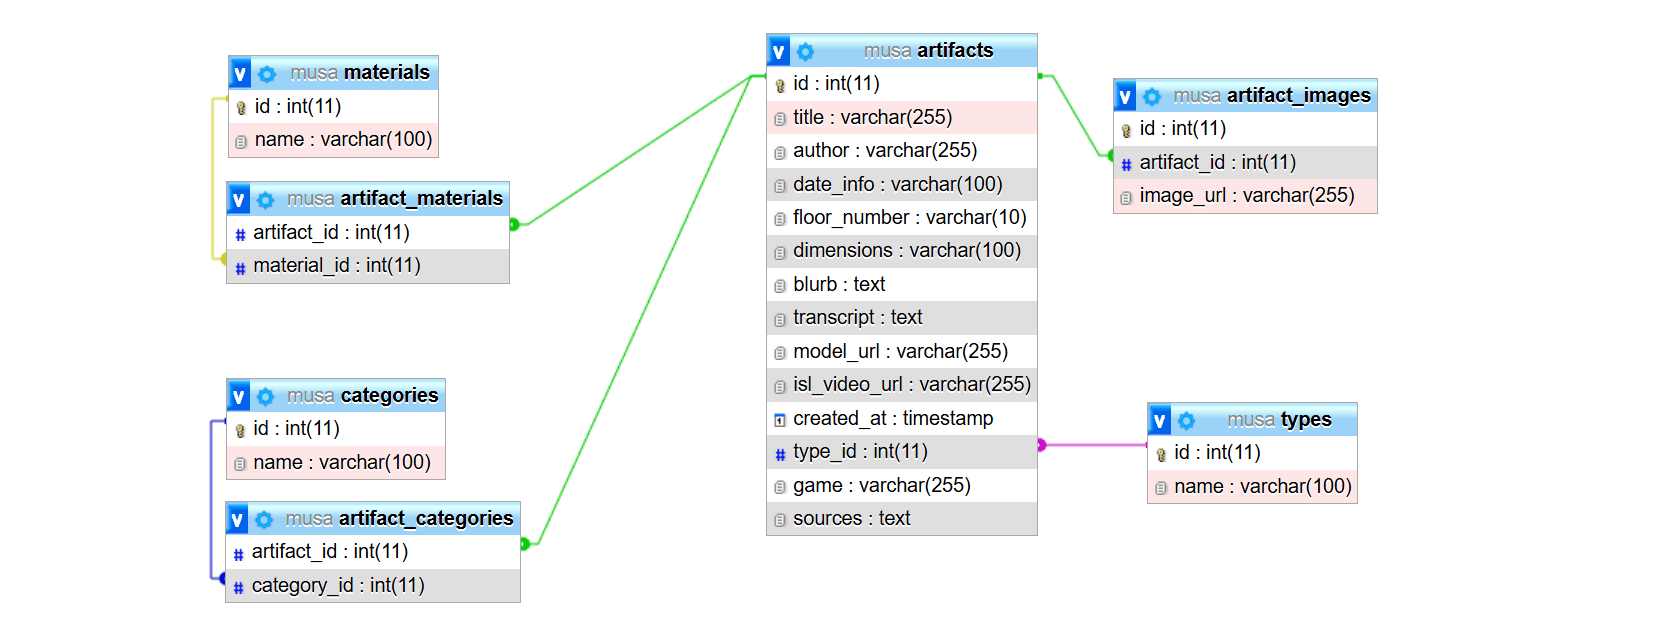 v musa materials
id : int(11)
name : varchar(100)
v musa artifact_materials
# artifact_id : int(11)
# material_id : int(11)
v musa categories
id : int(11)
name : varchar(100)
v musa artifact_categories
# artifact_id : int(11)
# category_id : int(11)
v musa artifacts
id : int(11)
title : varchar(255)
author : varchar(255)
date_info : varchar(100)
floor_number : varchar(10)
dimensions : varchar(100)
blurb : text
transcript : text
model_url : varchar(255)
isl_video_url : varchar(255)
created_at : timestamp
# type_id : int(11)
game : varchar(255)
sources : text
v musa artifact_images
id : int(11)
# artifact_id : int(11)
image_url : varchar(255)
v musa types
id : int(11)
name : varchar(100)